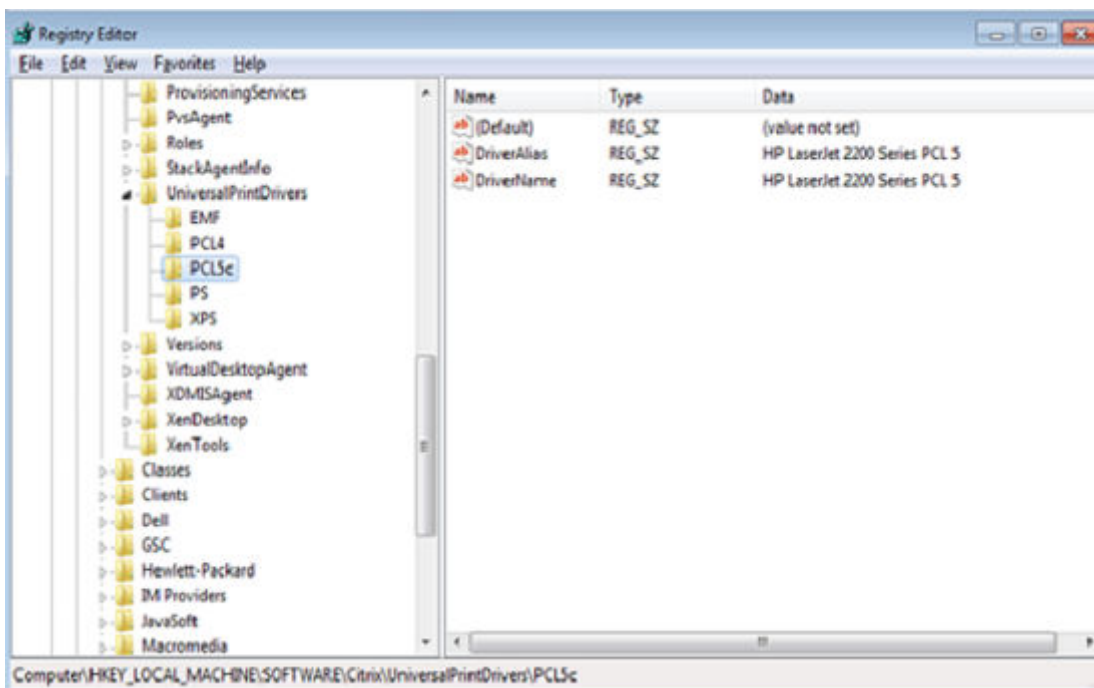 Registry Editor
File Edit View Favorites Help
ProvisioningServices
PvsAgent
Roles
StackAgentInfo
UniversalPrintDrivers
EMF
PCL4
PCL5c
PS
XPS
Versions
VirtualDesktopAgent
XDMISAgent
XenDesktop
XenTools
Classes
Clients
Dell
GSC
Hewlett-Packard
IM Providers
JavaSoft
Macromedia
Name Type Data
(Default) REG_SZ (value not set)
DriverAlias REG_SZ HP LaserJet 2200 Series PCL 5
DriverName REG_SZ HP LaserJet 2200 Series PCL 5
Computer\HKEY_LOCAL_MACHINE\SOFTWARE\Citrix\UniversalPrintDrivers\PCL5c